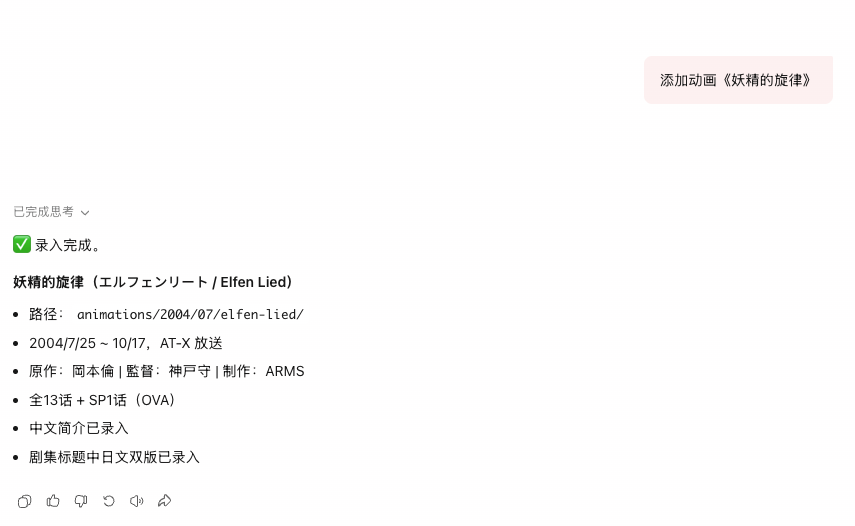 添加动画《妖精的旋律》
已完成思考
✅ 录入完成。
妖精的旋律（エルフェンリート / Elfen Lied）
• 路径： animations/2004/07/elfen-lied/
• 2004/7/25 ~ 10/17，AT-X 放送
• 原作：岡本倫 | 監督：神戸守 | 制作：ARMS
• 全13话 + SP1话（OVA）
• 中文简介已录入
• 剧集标题中日文双版已录入